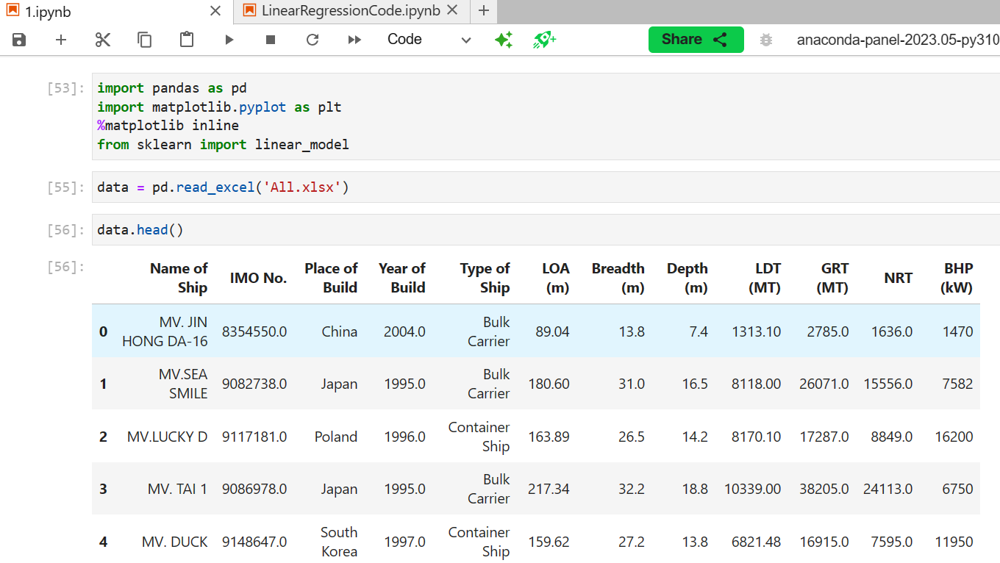 1.ipynb
LinearRegressionCode.ipynb
Code
Share
anaconda-panel-2023.05-py310
[53]:
import pandas as pd
import matplotlib.pyplot as plt
%matplotlib inline
from sklearn import linear_model
[55]:
data = pd.read_excel('All.xlsx')
[56]:
data.head()
[56]:
Name of Ship IMO No. Place of Build Year of Build Type of Ship LOA (m) Breadth (m) Depth (m) LDT (MT) GRT (MT) NRT BHP (kW)
0 MV. JIN HONG DA-16 8354550.0 China 2004.0 Bulk Carrier 89.04 13.8 7.4 1313.10 2785.0 1636.0 1470
1 MV.SEA SMILE 9082738.0 Japan 1995.0 Bulk Carrier 180.60 31.0 16.5 8118.00 26071.0 15556.0 7582
2 MV.LUCKY D 9117181.0 Poland 1996.0 Container Ship 163.89 26.5 14.2 8170.10 17287.0 8849.0 16200
3 MV. TAI 1 9086978.0 Japan 1995.0 Bulk Carrier 217.34 32.2 18.8 10339.00 38205.0 24113.0 6750
4 MV. DUCK 9148647.0 South Korea 1997.0 Container Ship 159.62 27.2 13.8 6821.48 16915.0 7595.0 11950